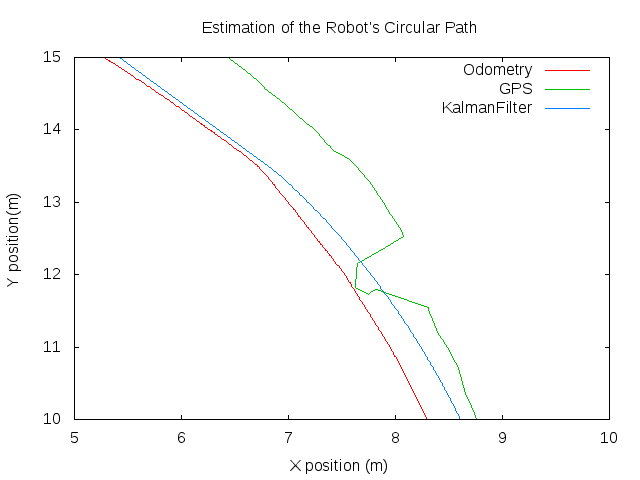 Estimation of the Robot's Circular Path
15
14
13
12
11
10
Y position(m)
Odometry
GPS
KalmanFilter
5 6 7 8 9 10
X position (m)